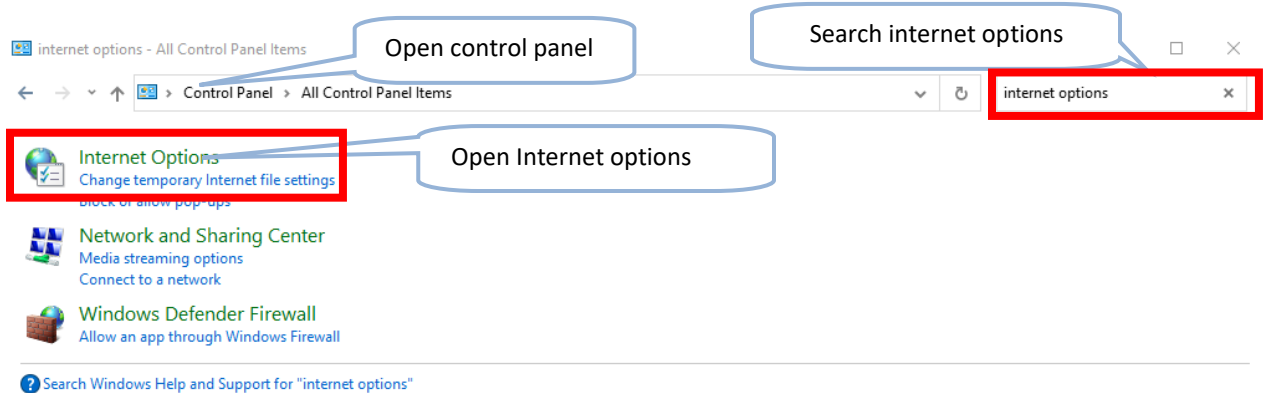 Open control panel
Search internet options
internet options - All Control Panel Items
Control Panel > All Control Panel Items
internet options
Internet Options
Open Internet options
Change temporary Internet file settings
Block or allow pop-ups
Network and Sharing Center
Media streaming options
Connect to a network
Windows Defender Firewall
Allow an app through Windows Firewall
Search Windows Help and Support for "internet options"